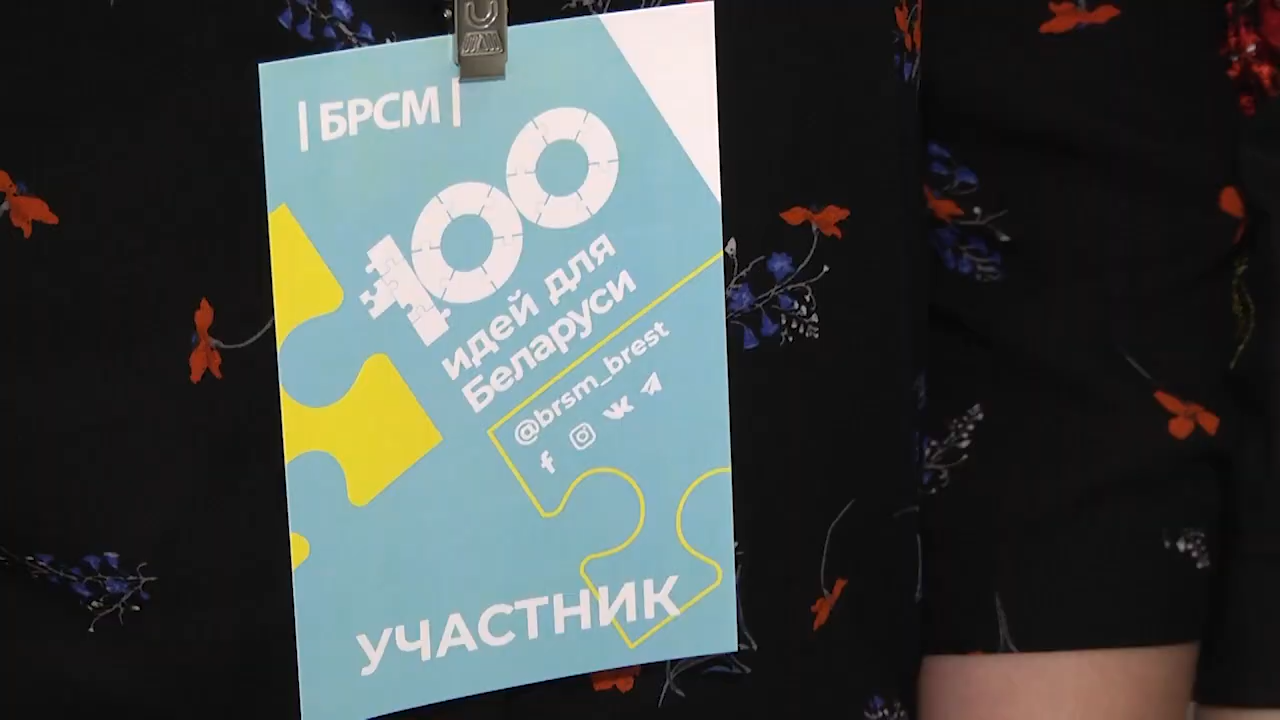 |БРСМ|
100
идей для
Беларуси
@brsm_brest
УЧАСТНИК